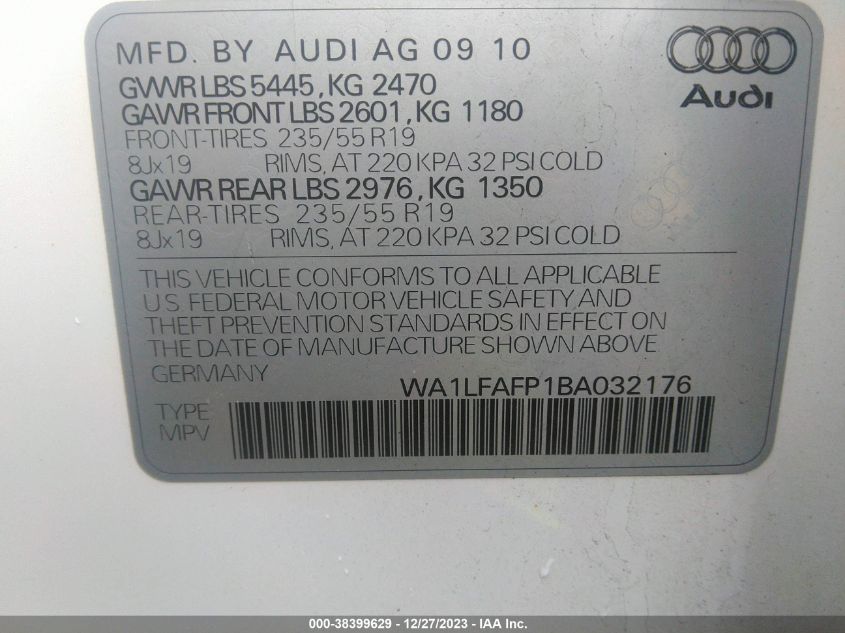 MFD. BY AUDI AG 09 10
Audi
GVWR LBS 5445, KG 2470
GAWR FRONT LBS 2601, KG 1180
FRONT-TIRES 235/55 R19
8Jx19 RIMS, AT 220 KPA 32 PSI COLD
GAWR REAR LBS 2976, KG 1350
REAR-TIRES 235/55 R19
8Jx19 RIMS, AT 220 KPA 32 PSI COLD
THIS VEHICLE CONFORMS TO ALL APPLICABLE
U.S. FEDERAL MOTOR VEHICLE SAFETY AND
THEFT PREVENTION STANDARDS IN EFFECT ON
THE DATE OF MANUFACTURE SHOWN ABOVE.
GERMANY
WA1LFAFP1BA032176
TYPE
MPV
000-38399629 - 12/27/2023 - IAAI.com